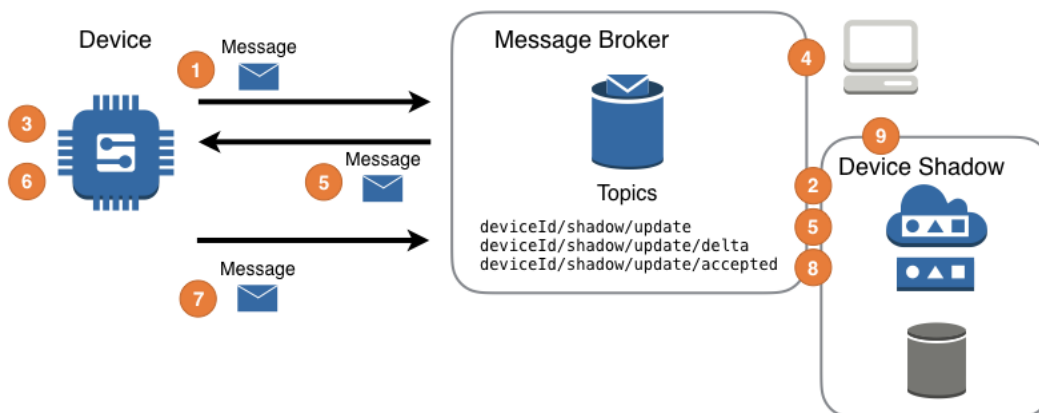 Device
Message
1
Message Broker
4
3
6
5
Message
9
Device Shadow
Topics
2
deviceId/shadow/update
5
deviceId/shadow/update/delta
deviceId/shadow/update/accepted
8
Message
7